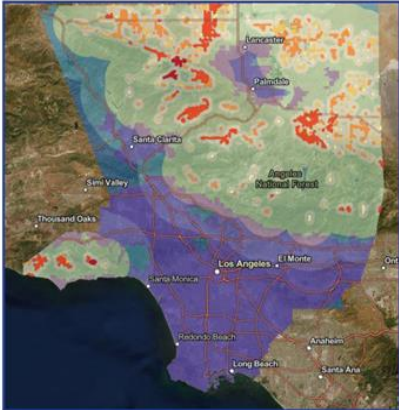 Lancaster
Palmdale
Santa Clarita
Angeles
National Forest
Simi Valley
Thousand Oaks
Los Angeles
El Monte
Ont
Santa Monica
Redondo Beach
Anaheim
Long Beach
Santa Ana